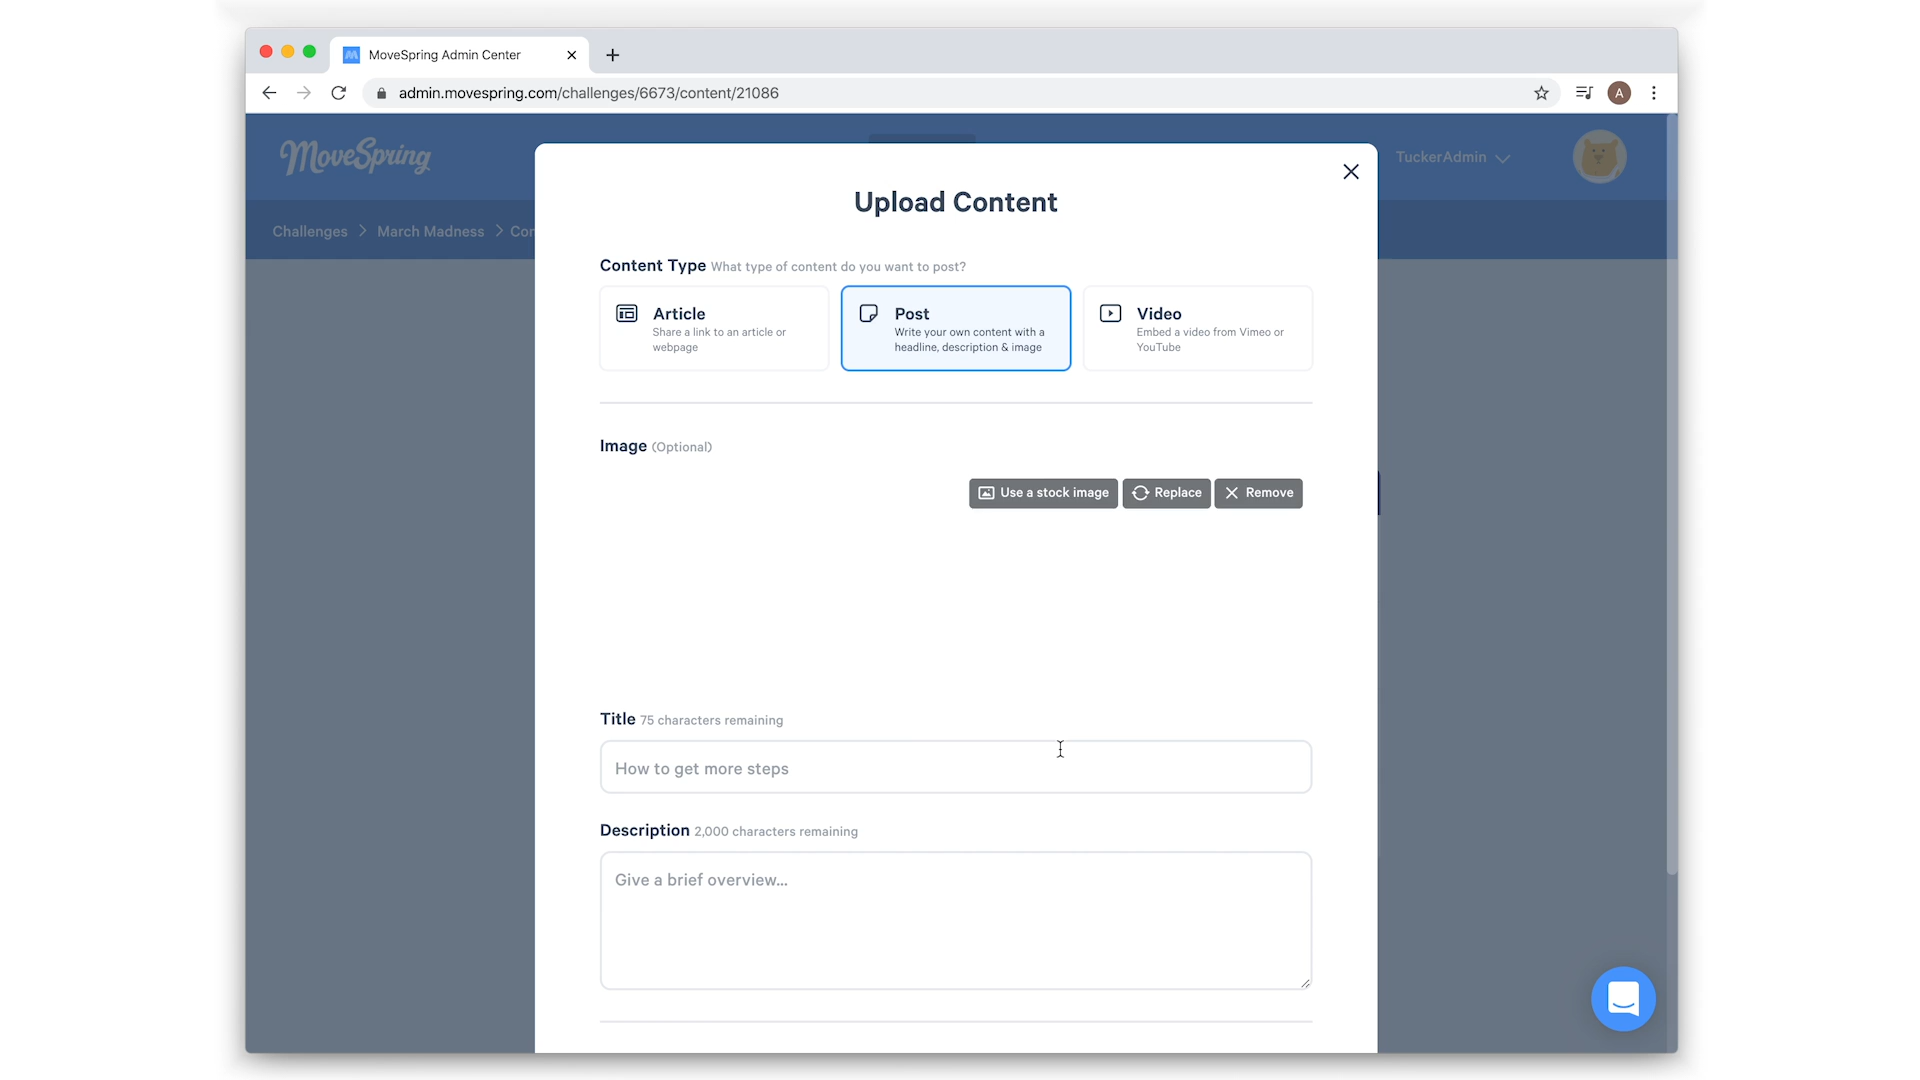 MoveSpring Admin Center
admin.movespring.com/challenges/6673/content/21086
A
MoveSpring
TuckerAdmin
Challenges > March Madness > Con
Upload Content
Content Type What type of content do you want to post?
Article
Share a link to an article or
webpage
Post
Write your own content with a
headline, description & image
Video
Embed a video from Vimeo or
YouTube
Image (Optional)
Use a stock image
Replace
Remove
Title 75 characters remaining
How to get more steps
Description 2,000 characters remaining
Give a brief overview...